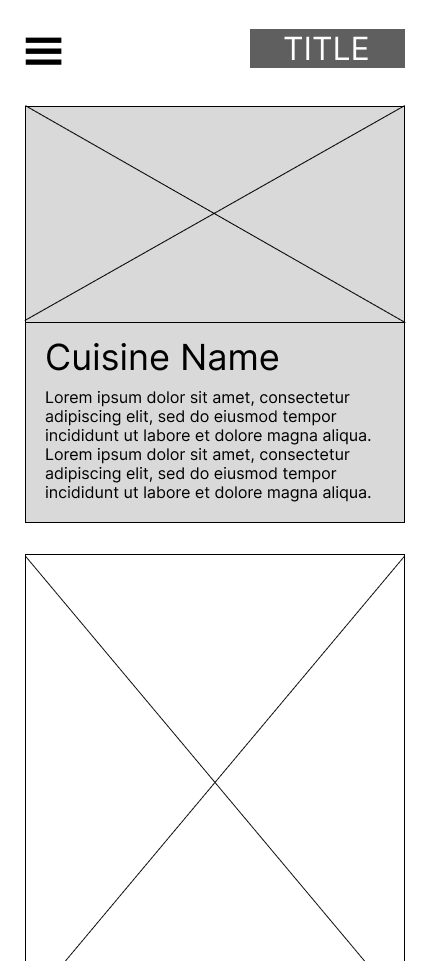 TITLE
Cuisine Name
Lorem ipsum dolor sit amet, consectetur
adipiscing elit, sed do eiusmod tempor
incididunt ut labore et dolore magna aliqua.
Lorem ipsum dolor sit amet, consectetur
adipiscing elit, sed do eiusmod tempor
incididunt ut labore et dolore magna aliqua.